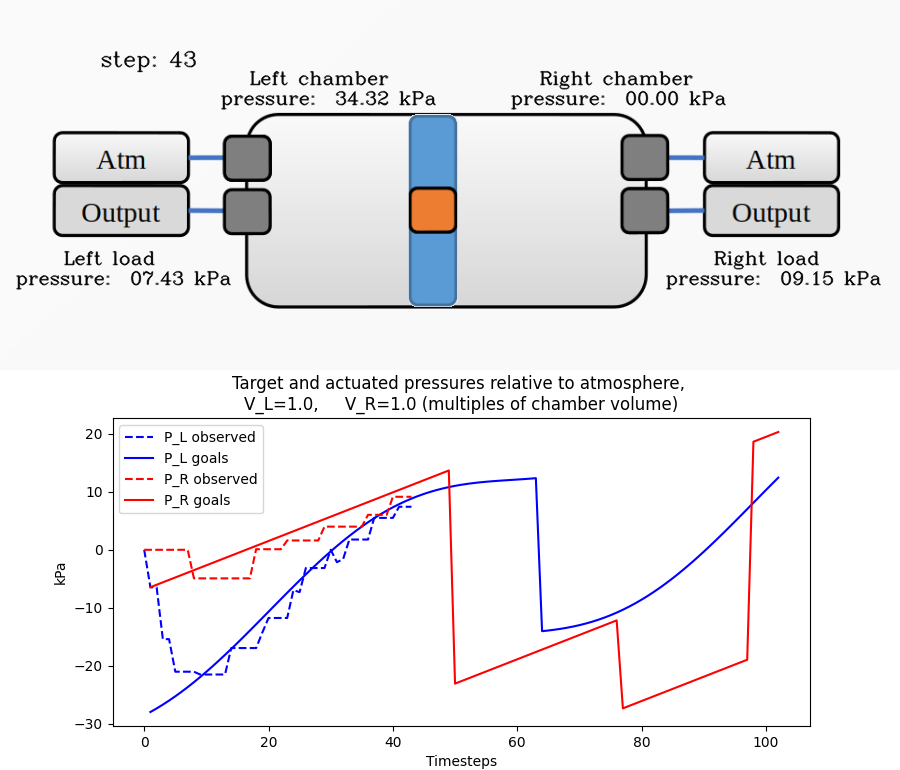 step: 43
Left chamber
pressure: 34.32 kPa
Right chamber
pressure: 00.00 kPa
Atm
Output
Atm
Output
Left load
pressure: 07.43 kPa
Right load
pressure: 09.15 kPa
Target and actuated pressures relative to atmosphere,
V_L=1.0, V_R=1.0 (multiples of chamber volume)
P_L observed
P_L goals
P_R observed
P_R goals
kPa
20
10
0
−10
−20
−30
0 20 40 60 80 100
Timesteps